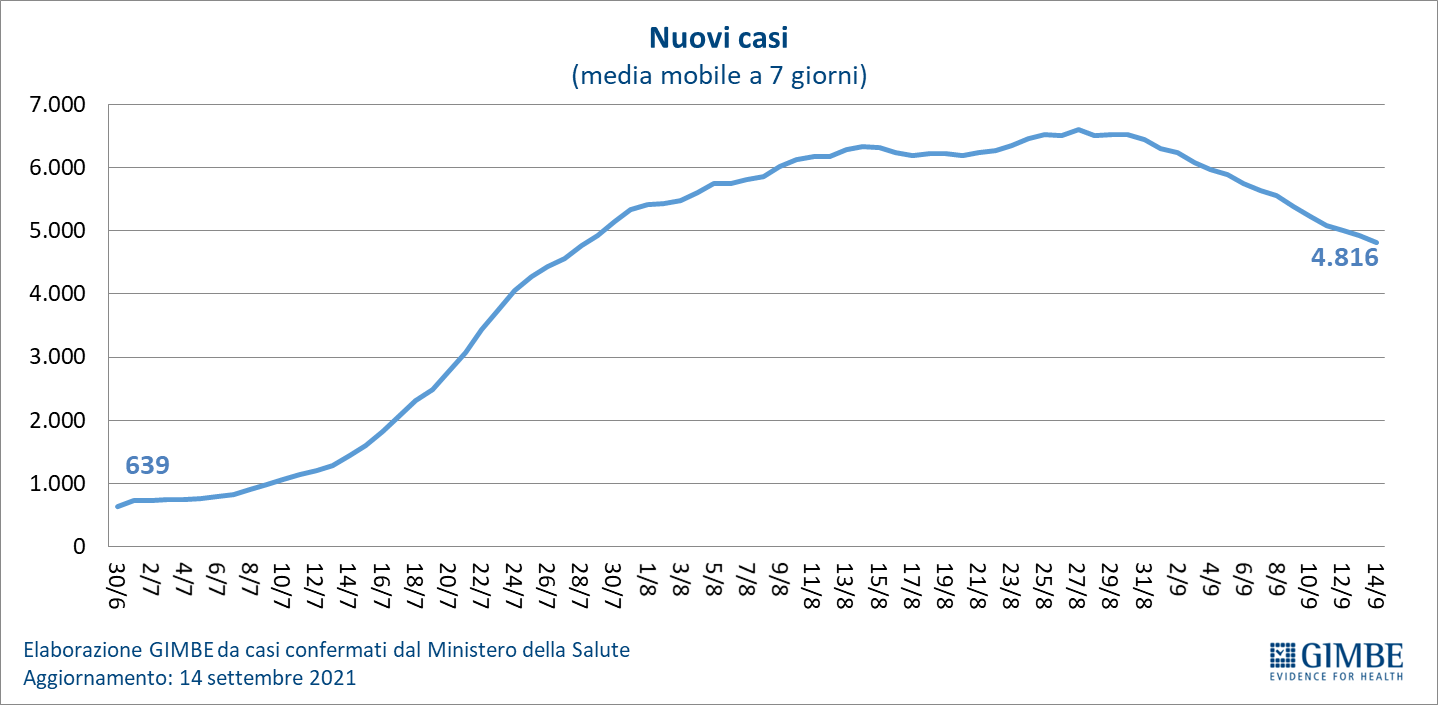 Nuovi casi
(media mobile a 7 giorni)
7.000
6.000
5.000
4.000
3.000
2.000
1.000
0
639
4.816
30/6 2/7 4/7 6/7 8/7 10/7 12/7 14/7 16/7 18/7 20/7 22/7 24/7 26/7 28/7 30/7 1/8 3/8 5/8 7/8 9/8 11/8 13/8 15/8 17/8 19/8 21/8 23/8 25/8 27/8 29/8 31/8 2/9 4/9 6/9 8/9 10/9 12/9 14/9
Elaborazione GIMBE da casi confermati dal Ministero della Salute
Aggiornamento: 14 settembre 2021
GIMBE
EVIDENCE FOR HEALTH